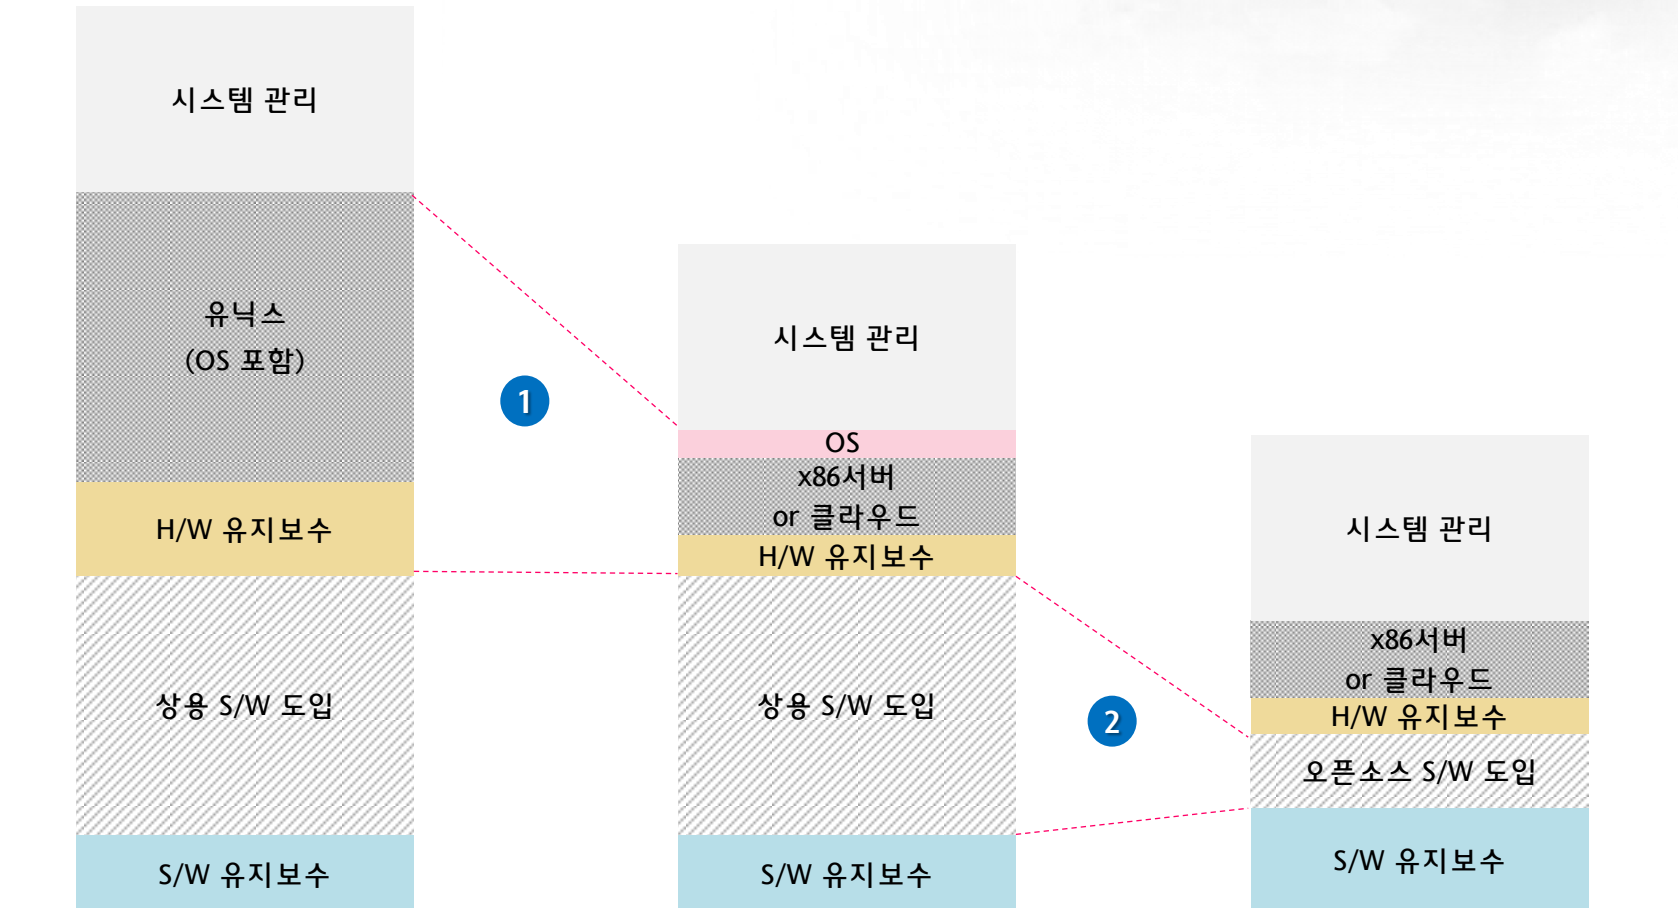 시스템 관리
유닉스
(OS 포함)
H/W 유지보수
상용 S/W 도입
S/W 유지보수
1
시스템 관리
OS
x86서버
or 클라우드
H/W 유지보수
상용 S/W 도입
S/W 유지보수
2
시스템 관리
x86서버
or 클라우드
H/W 유지보수
오픈소스 S/W 도입
S/W 유지보수